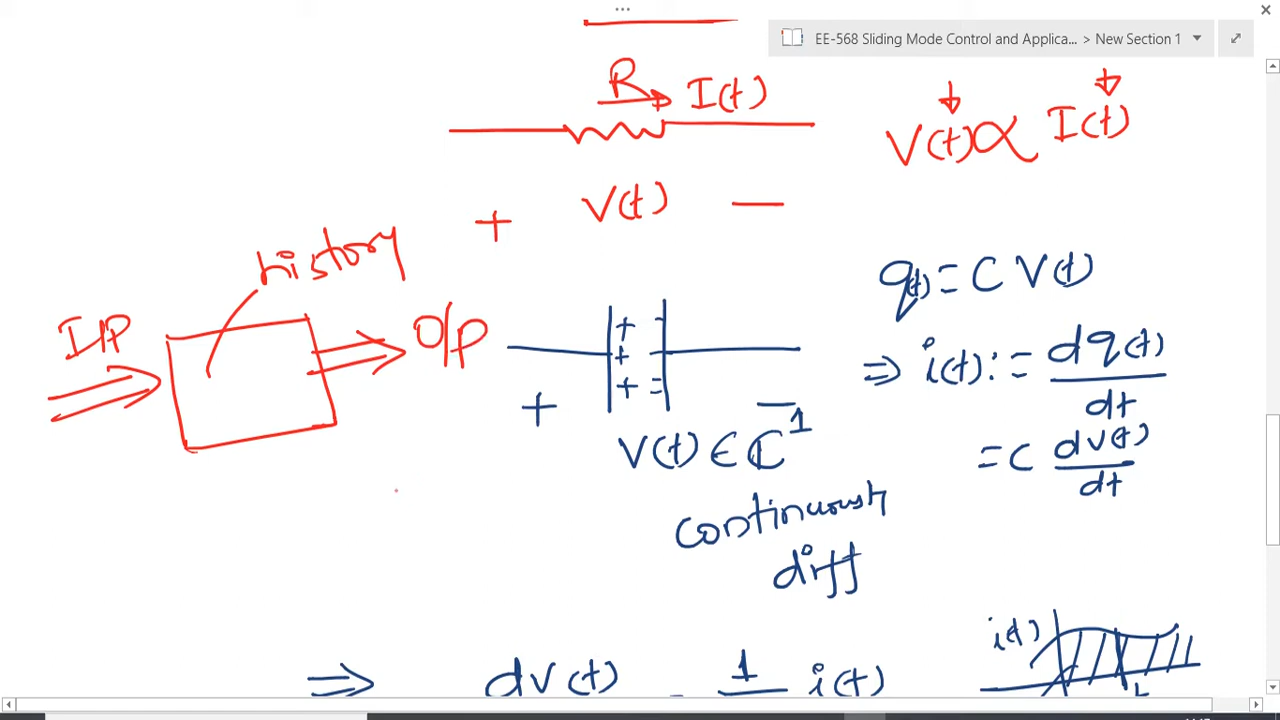 ...
EE-568 Sliding Mode Control and Applica... > New Section 1
R I(t)
V(t) ∝ I(t)
+ V(t) —
history
I/P
O/P
q(t) = C V(t)
⇒ i(t) := dq(t)/dt
= C dV(t)/dt
+ + + - - =
+ —
V(t) ∈ ℂ¹
continuously
diff
i(t)
⇒ dV(t) = 1 i(t)
t